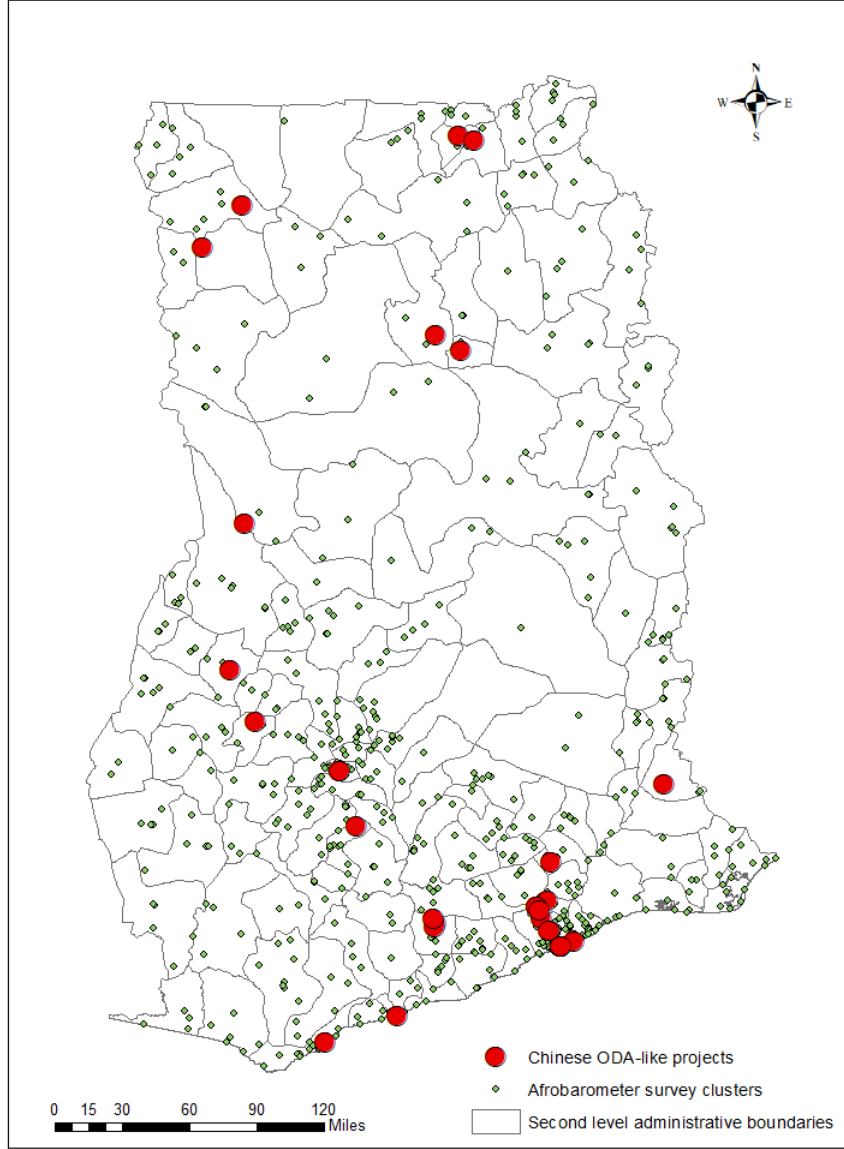 N
W E
S
Chinese ODA-like projects
Afrobarometer survey clusters
Second level administrative boundaries
0 15 30 60 90 120
Miles